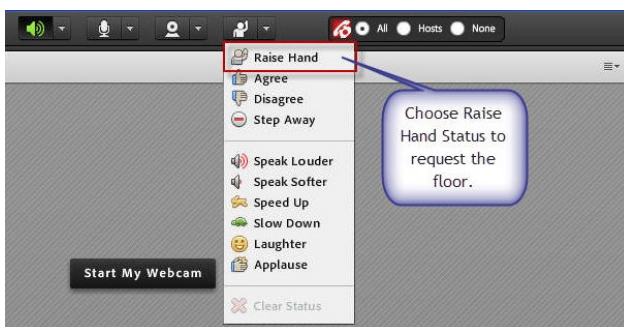 All Hosts None
Raise Hand
Agree
Disagree
Step Away
Speak Louder
Speak Softer
Speed Up
Slow Down
Laughter
Applause
Clear Status
Choose Raise
Hand Status to
request the
floor.
Start My Webcam